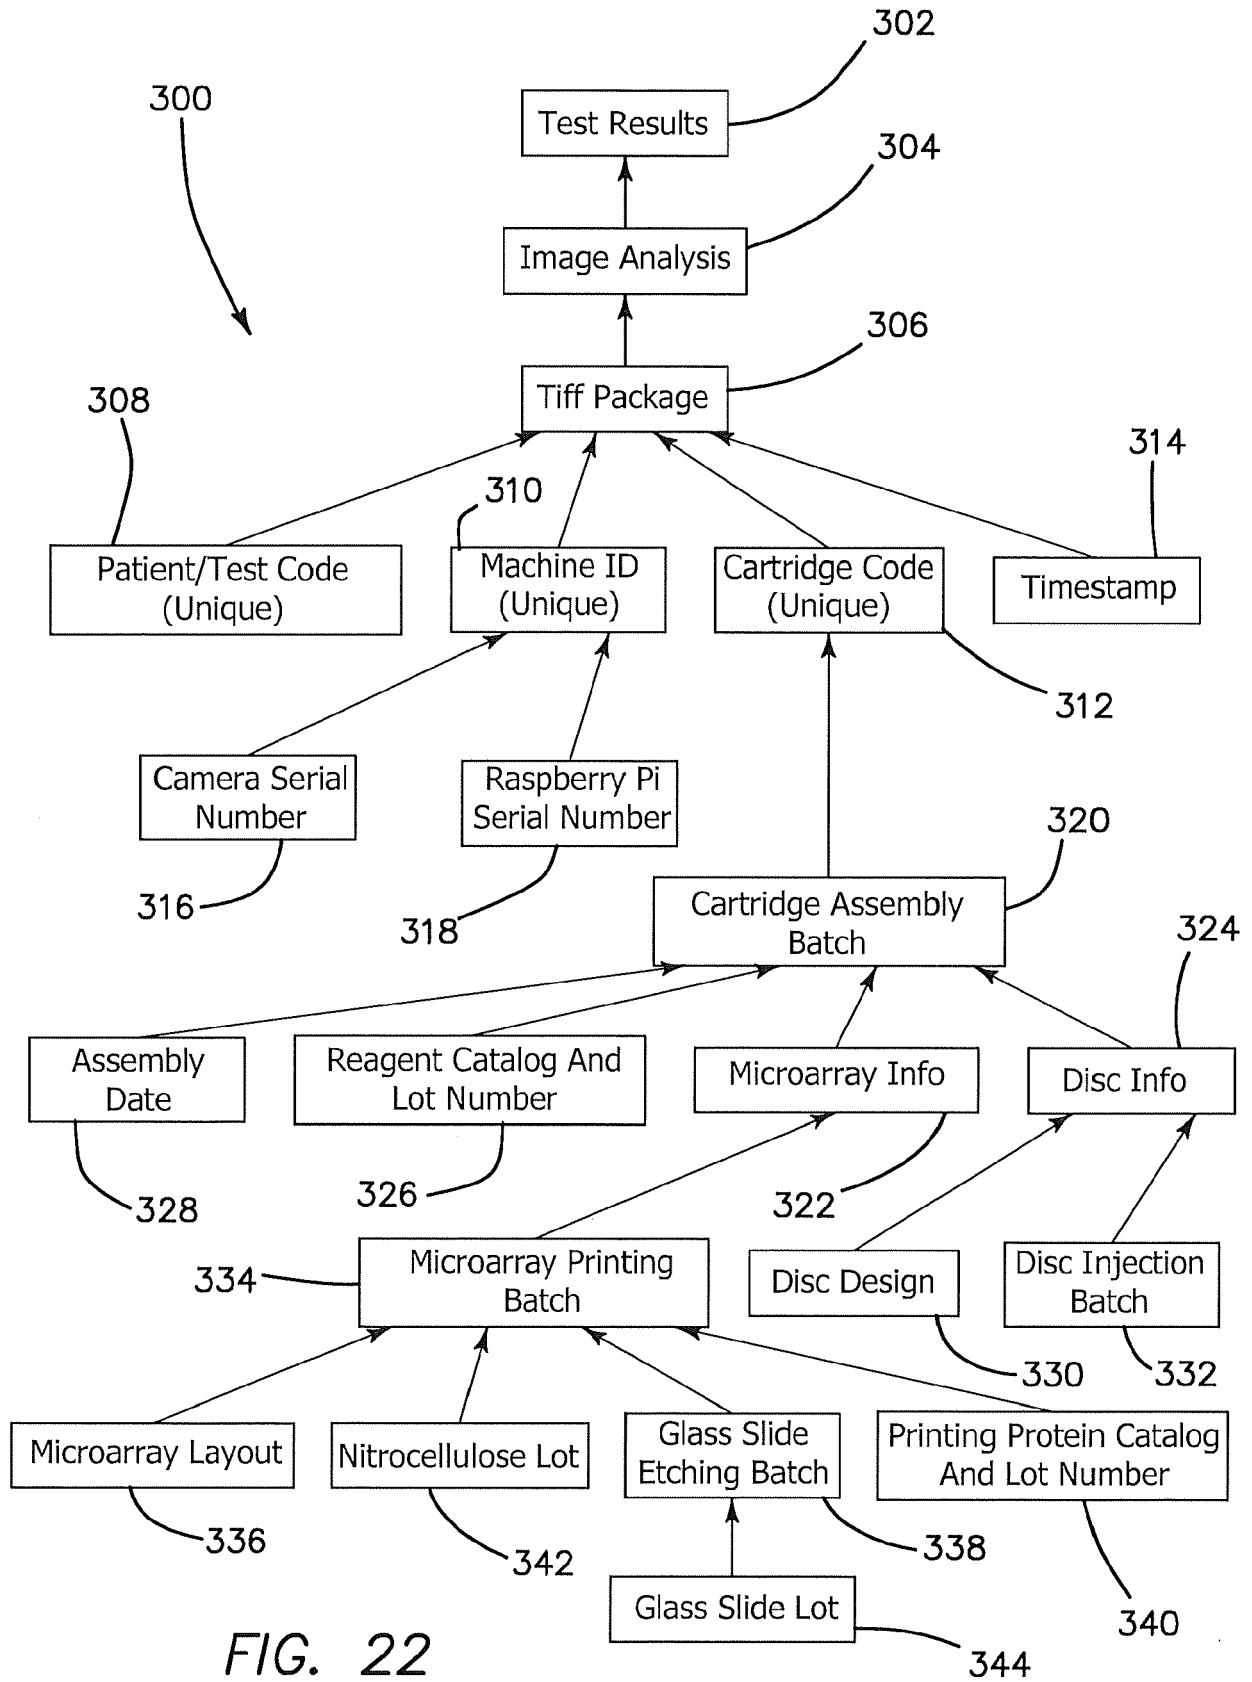 302
300
Test Results
304
Image Analysis
306
Tiff Package
308
314
310
Patient/Test Code
(Unique)
Machine ID
(Unique)
Cartridge Code
(Unique)
Timestamp
312
Camera Serial
Number
Raspberry Pi
Serial Number
320
316
318
Cartridge Assembly
Batch
324
Assembly
Date
Reagent Catalog And
Lot Number
Microarray Info
Disc Info
328
326
322
334
Microarray Printing
Batch
Disc Design
Disc Injection
Batch
330
332
Microarray Layout
Nitrocellulose Lot
Glass Slide
Etching Batch
Printing Protein Catalog
And Lot Number
336
342
338
Glass Slide Lot
340
344
FIG. 22